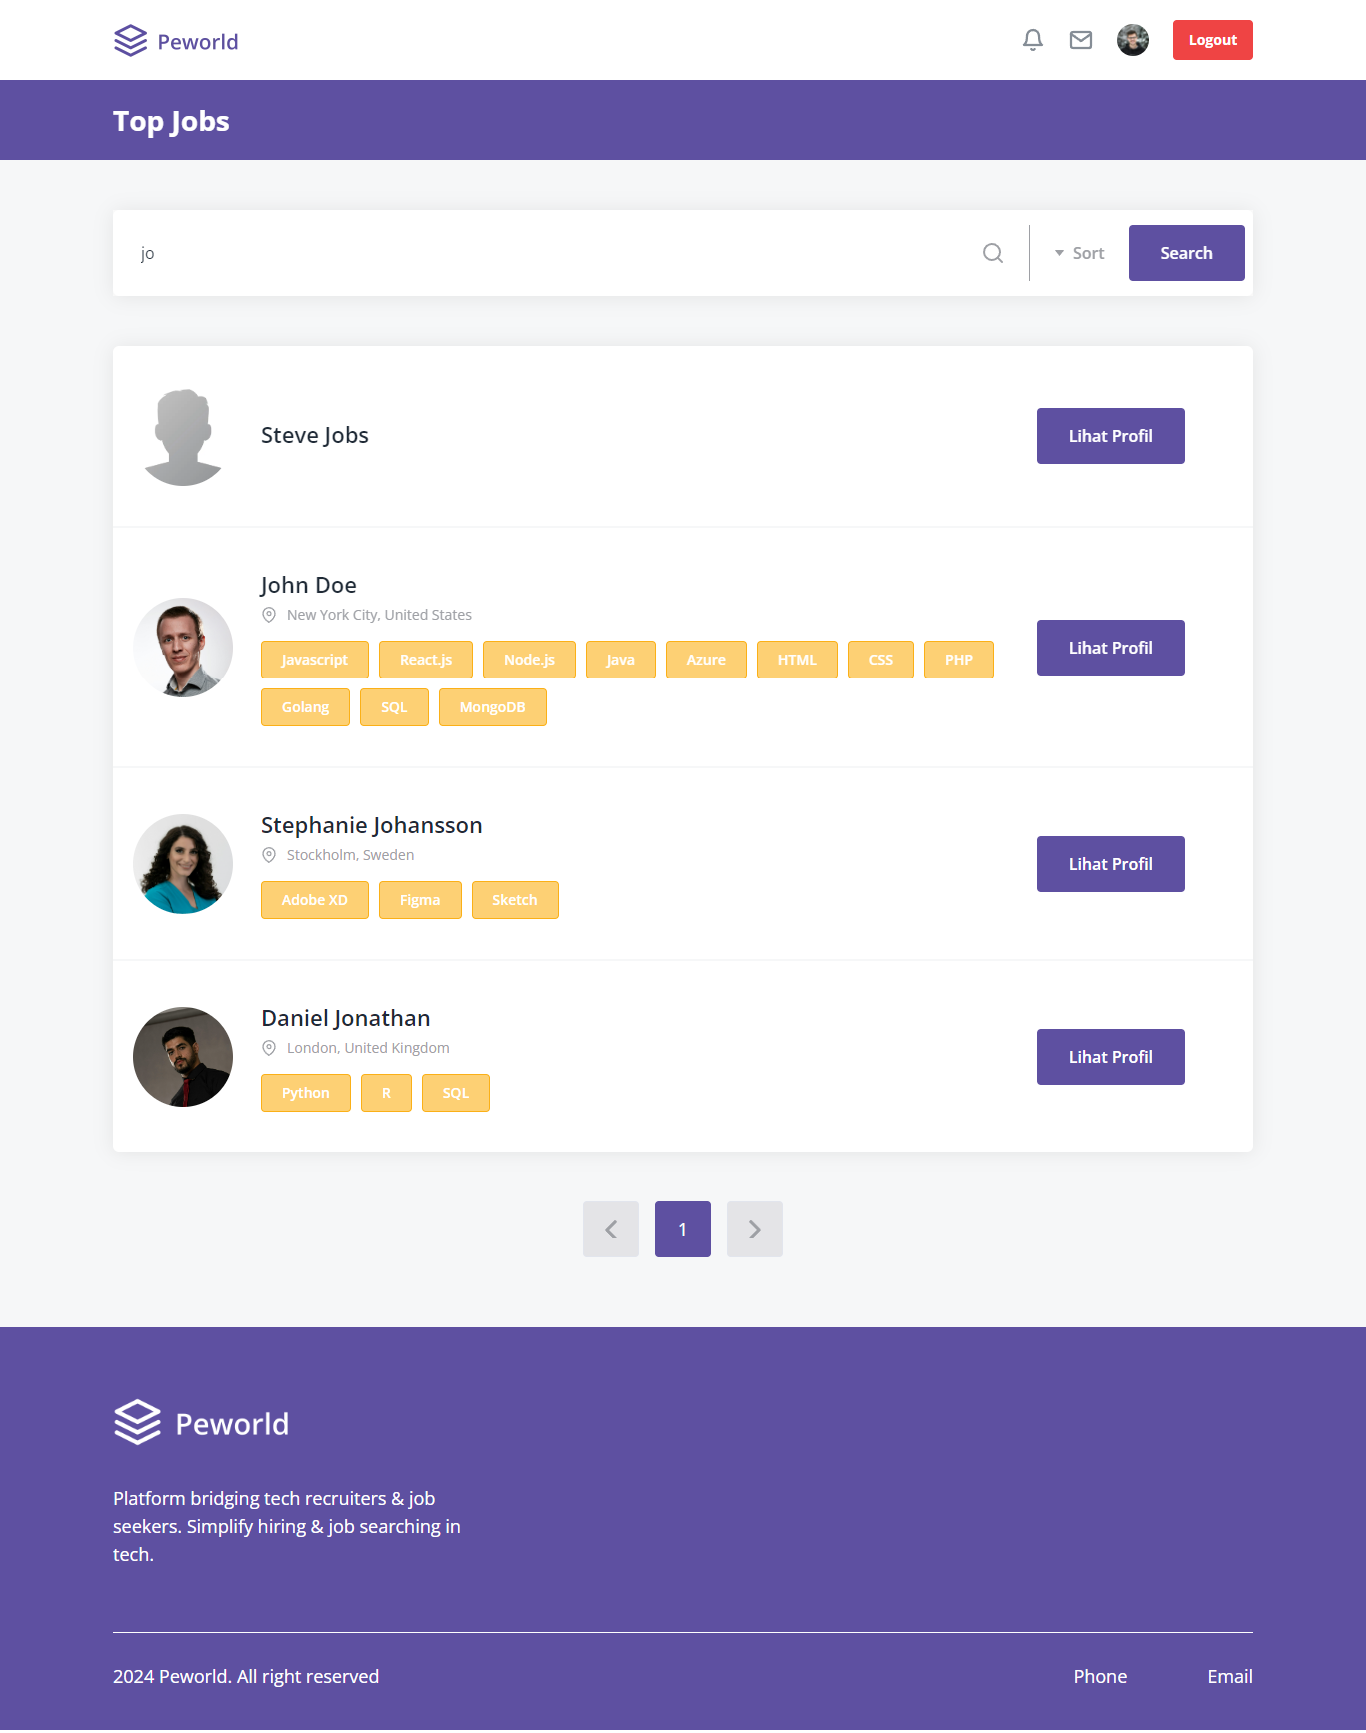 Peworld
Logout
Top Jobs
jo
Sort
Search
Steve Jobs
Lihat Profil
John Doe
New York City, United States
Javascript React.js Node.js Java Azure HTML CSS PHP
Golang SQL MongoDB
Lihat Profil
Stephanie Johansson
Stockholm, Sweden
Adobe XD Figma Sketch
Lihat Profil
Daniel Jonathan
London, United Kingdom
Python R SQL
Lihat Profil
1
Peworld
Platform bridging tech recruiters & job
seekers. Simplify hiring & job searching in
tech.
2024 Peworld. All right reserved
Phone
Email